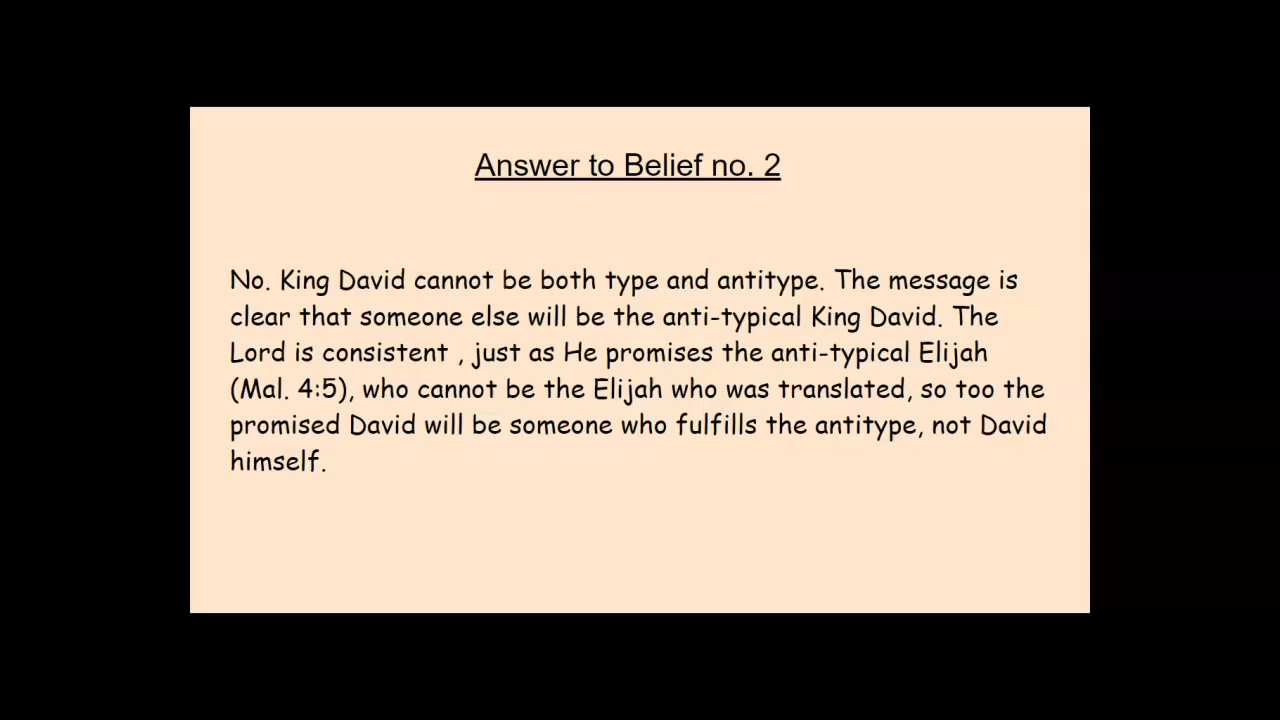 Answer to Belief no. 2
No. King David cannot be both type and antitype. The message is
clear that someone else will be the anti-typical King David. The
Lord is consistent , just as He promises the anti-typical Elijah
(Mal. 4:5), who cannot be the Elijah who was translated, so too the
promised David will be someone who fulfills the antitype, not David
himself.